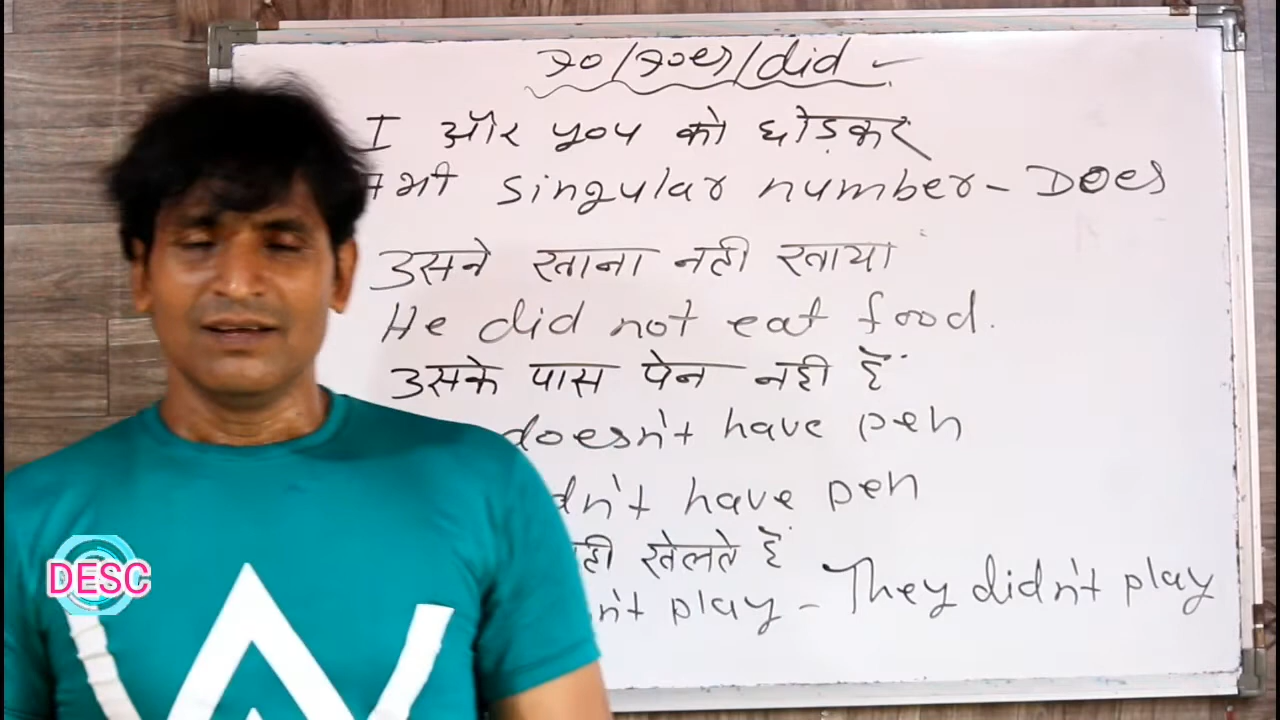 Do/Does/did
I और you को छोड़कर
सभी singular number - Does
उसने खाना नही खाया
He did not eat food.
उसके पास पेन नही हैं
doesn't have pen
dn't have pen
ही खेलते हैं
n't play - They didn't play
DESC